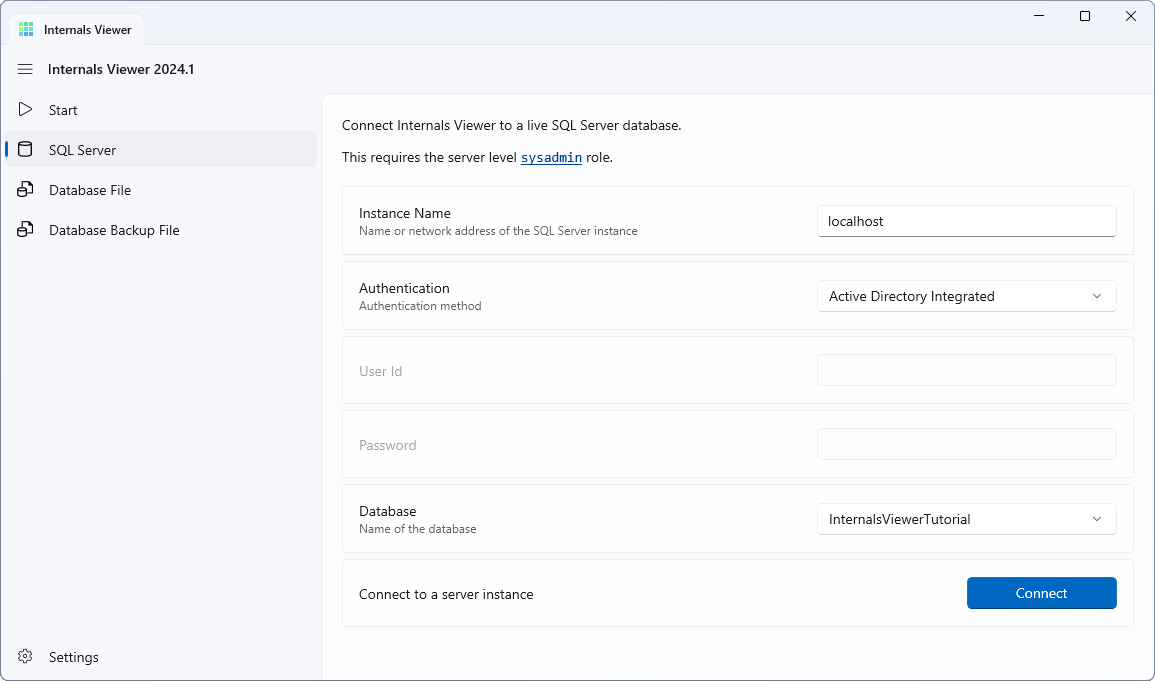 Internals Viewer
Internals Viewer 2024.1
Start
SQL Server
Database File
Database Backup File
Settings
Connect Internals Viewer to a live SQL Server database.
This requires the server level sysadmin role.
Instance Name
Name or network address of the SQL Server instance
localhost
Authentication
Authentication method
Active Directory Integrated
User Id
Password
Database
Name of the database
InternalsViewerTutorial
Connect to a server instance
Connect